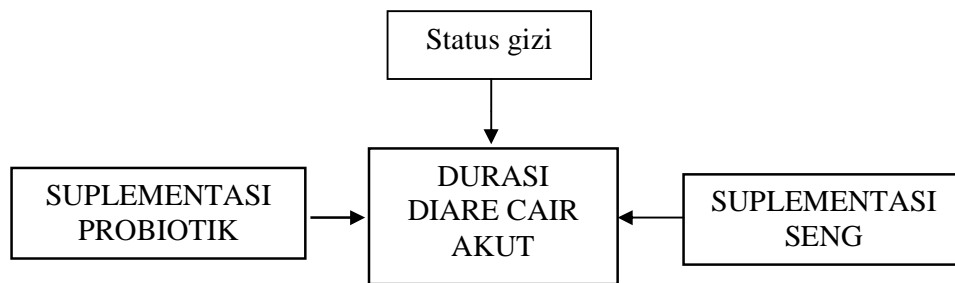 Status gizi
SUPLEMENTASI
PROBIOTIK
DURASI
DIARE CAIR
AKUT
SUPLEMENTASI
SENG